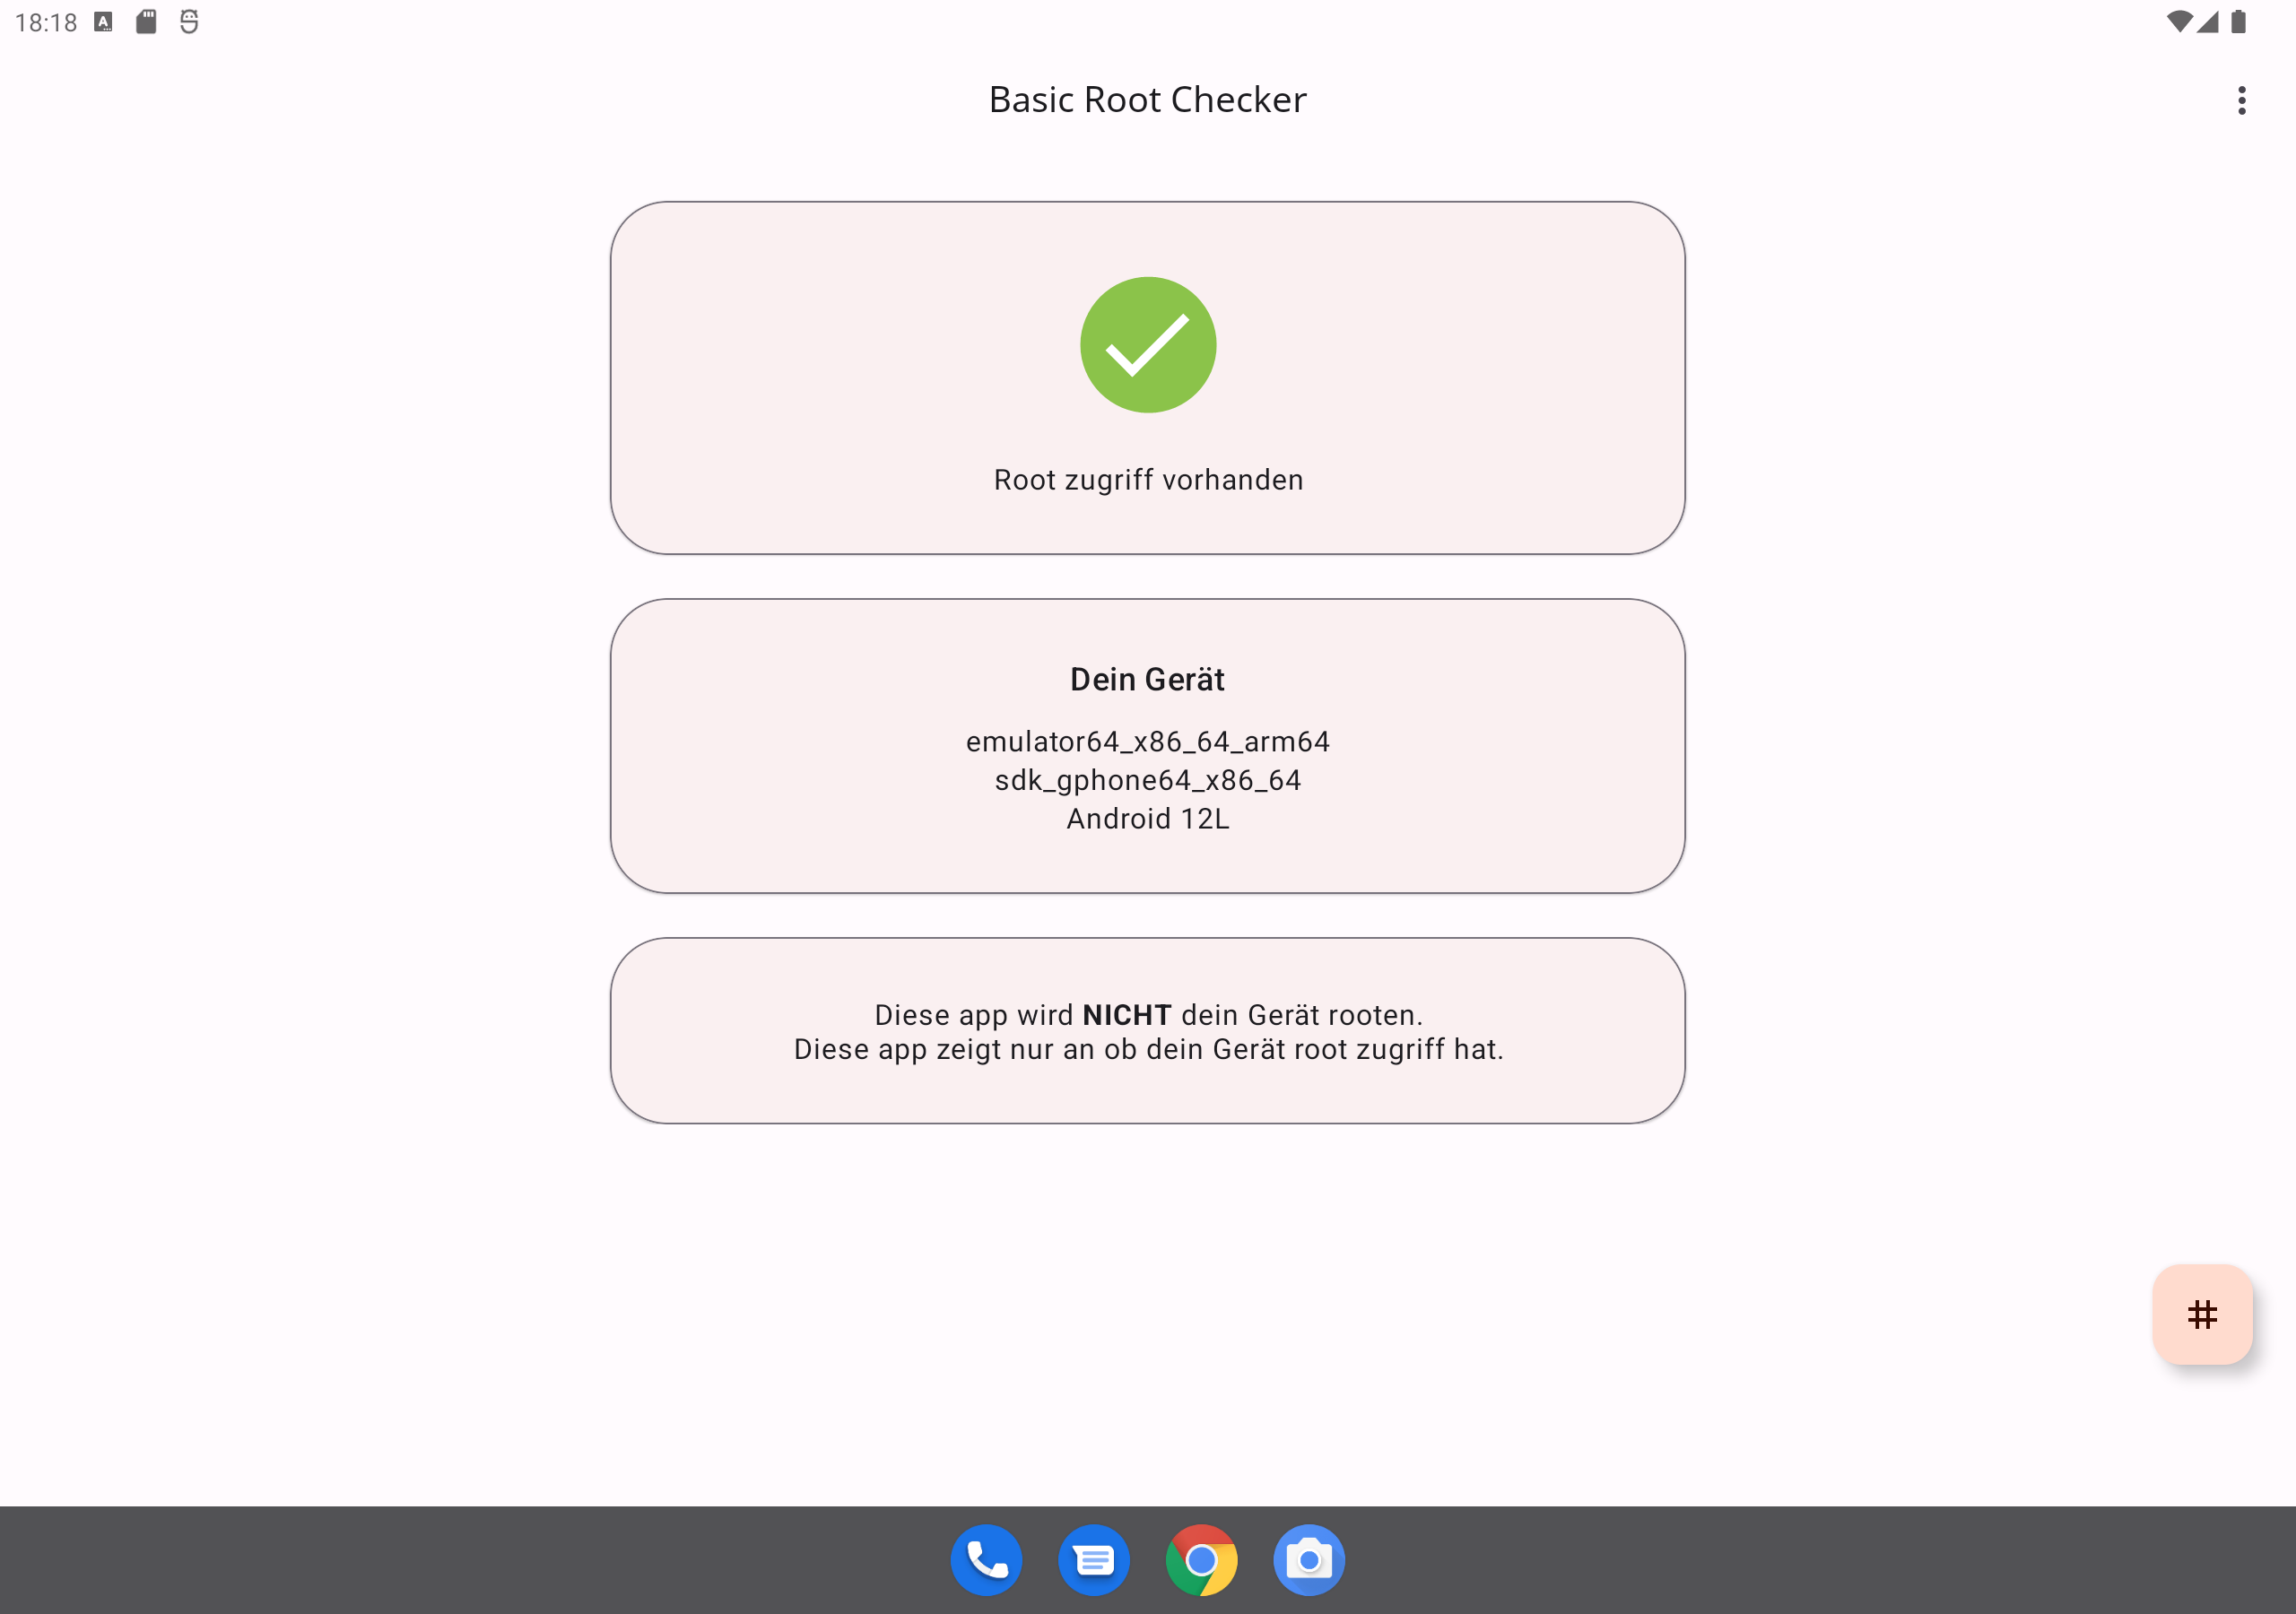 18:18
Basic Root Checker
Root zugriff vorhanden
Dein Gerät
emulator64_x86_64_arm64
sdk_gphone64_x86_64
Android 12L
Diese app wird NICHT dein Gerät rooten.
Diese app zeigt nur an ob dein Gerät root zugriff hat.